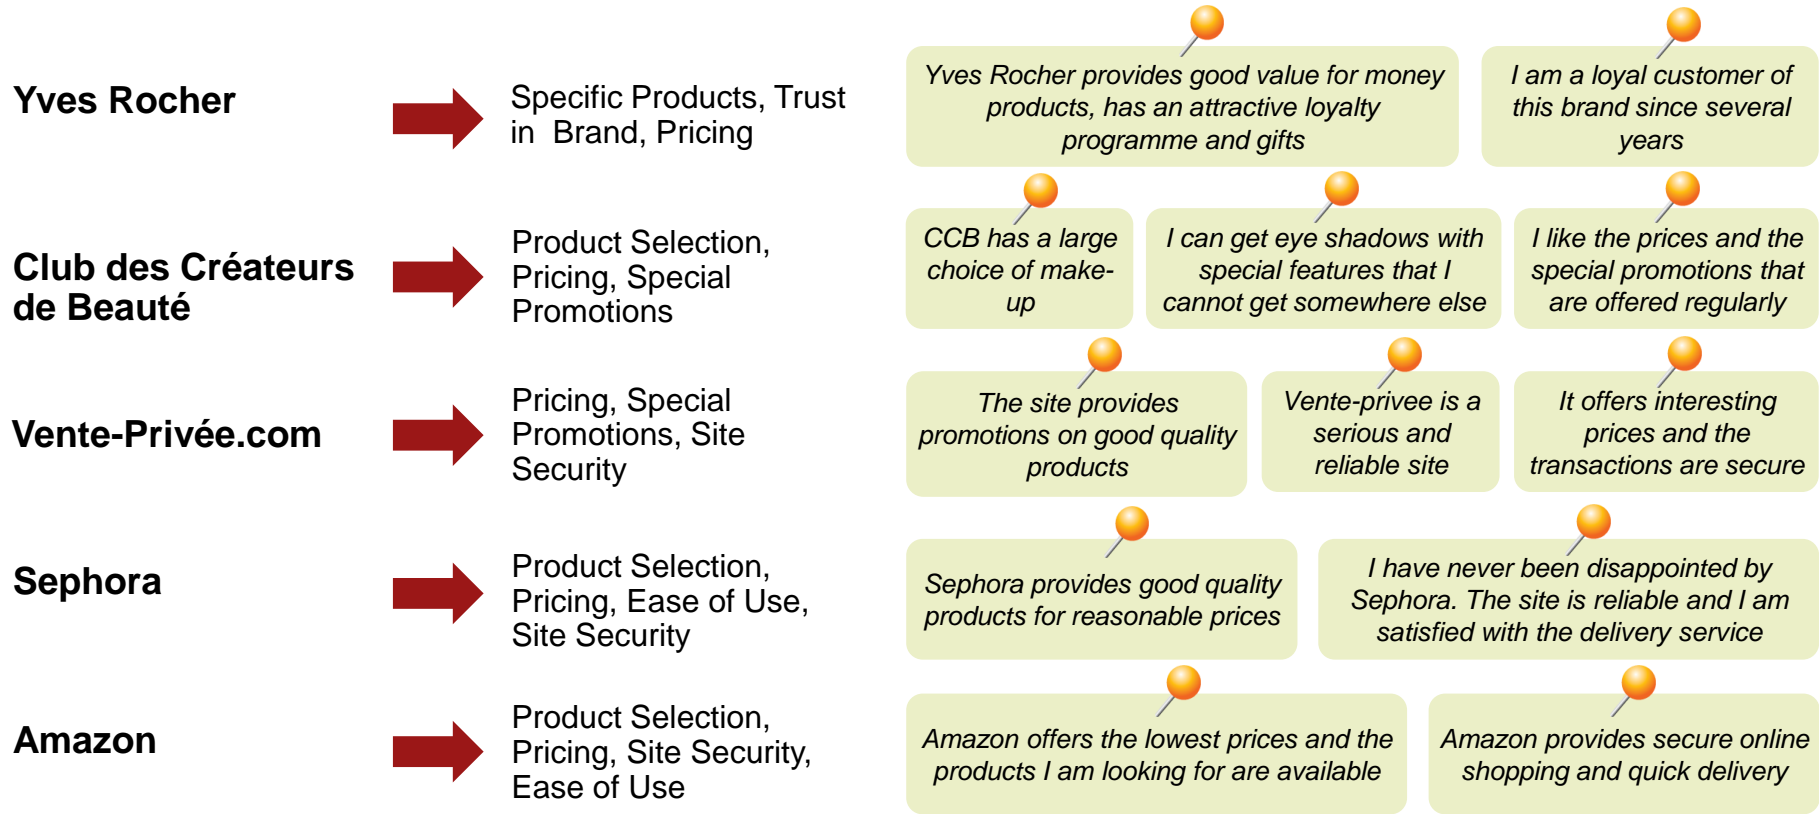 Yves Rocher
Specific Products, Trust
in Brand, Pricing
Yves Rocher provides good value for money
products, has an attractive loyalty
programme and gifts
I am a loyal customer of
this brand since several
years
Club des Créateurs
de Beauté
Product Selection,
Pricing, Special
Promotions
CCB has a large
choice of make-
up
I can get eye shadows with
special features that I
cannot get somewhere else
I like the prices and the
special promotions that
are offered regularly
Vente-Privée.com
Pricing, Special
Promotions, Site
Security
The site provides
promotions on good quality
products
Vente-privee is a
serious and
reliable site
It offers interesting
prices and the
transactions are secure
Sephora
Product Selection,
Pricing, Ease of Use,
Site Security
Sephora provides good quality
products for reasonable prices
I have never been disappointed by
Sephora. The site is reliable and I am
satisfied with the delivery service
Amazon
Product Selection,
Pricing, Site Security,
Ease of Use
Amazon offers the lowest prices and the
products I am looking for are available
Amazon provides secure online
shopping and quick delivery